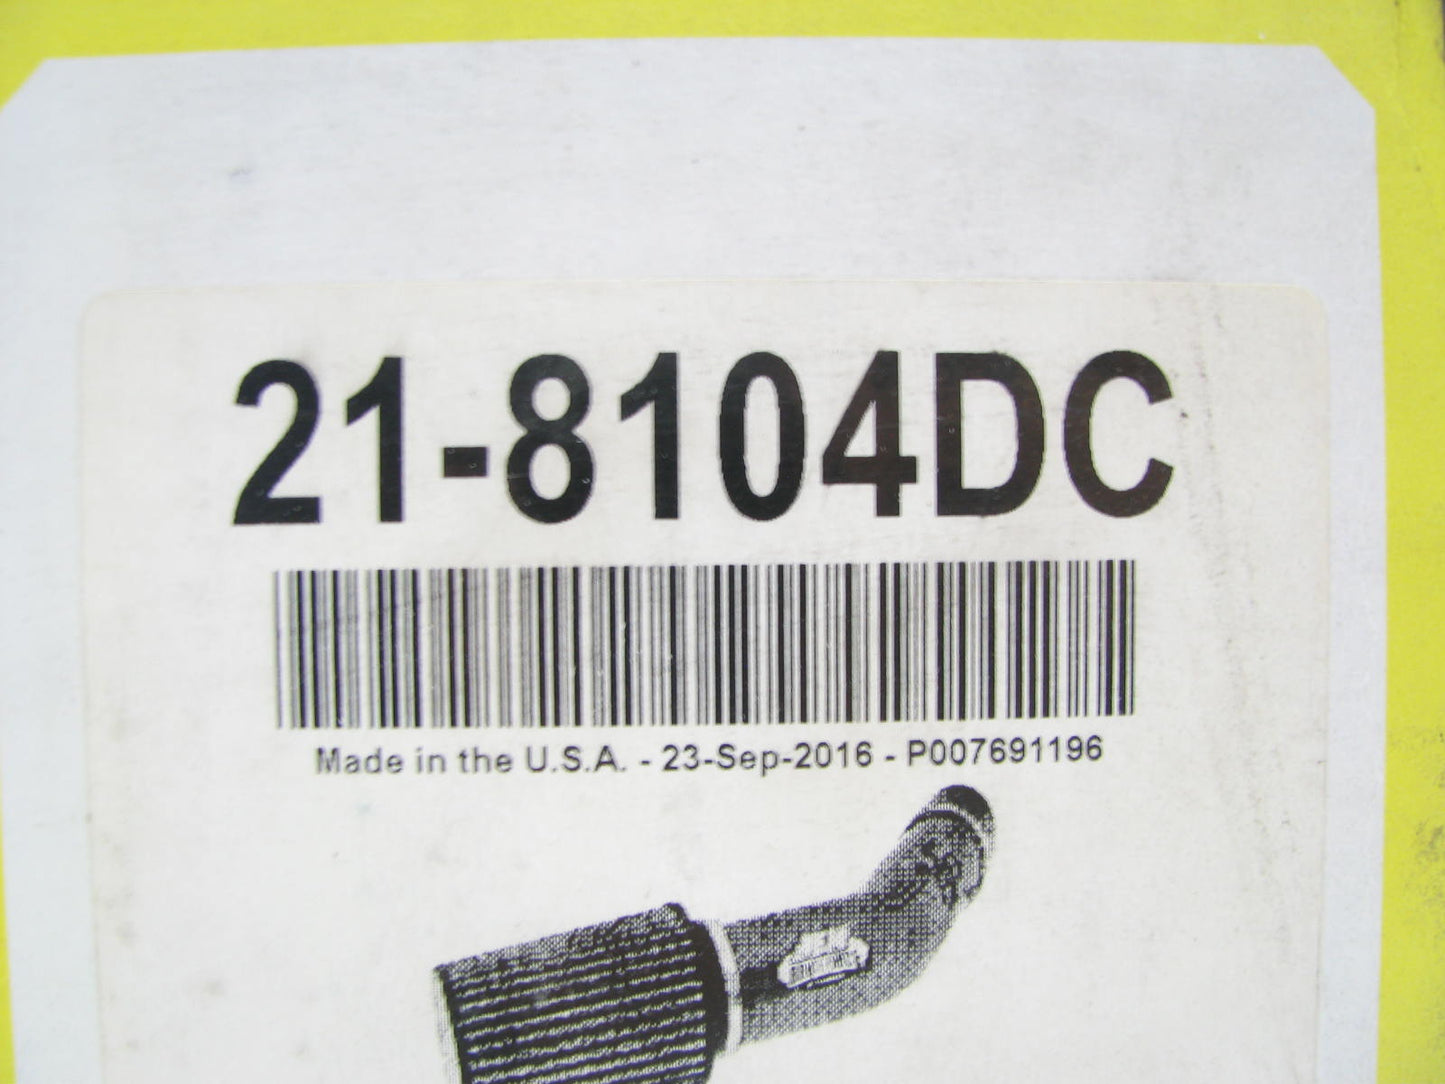 21-8104DC
Made in the U.S.A. - 23-Sep-2016 - P007691196